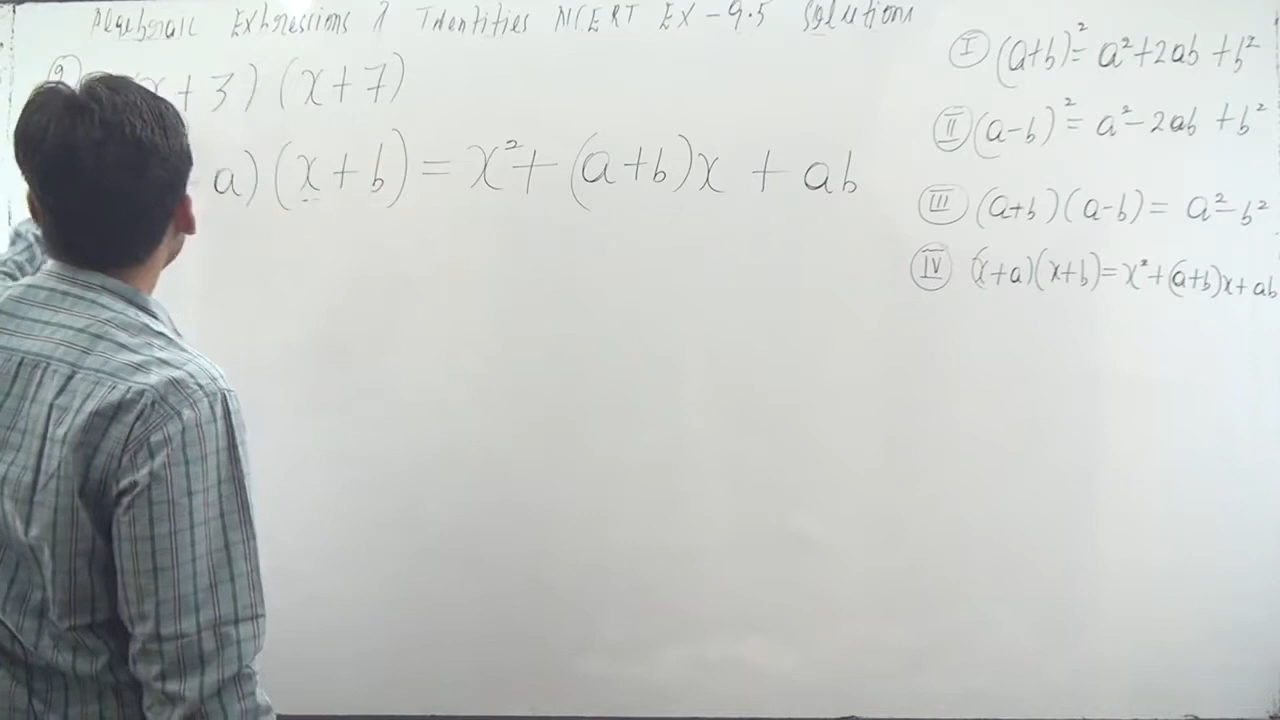 Algebraic Expressions & Identities NCERT EX-9.5 Solutions
x+3)(x+7)
a)(x+b)=x²+(a+b)x+ab
I (a+b)²=a²+2ab+b²
II (a-b)²=a²-2ab+b²
III (a+b)(a-b)=a²-b²
IV (x+a)(x+b)=x²+(a+b)x+ab